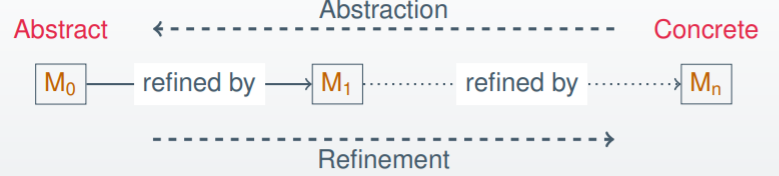 Abstraction
Abstract
Concrete
M0 refined by M1 refined by Mn
Refinement